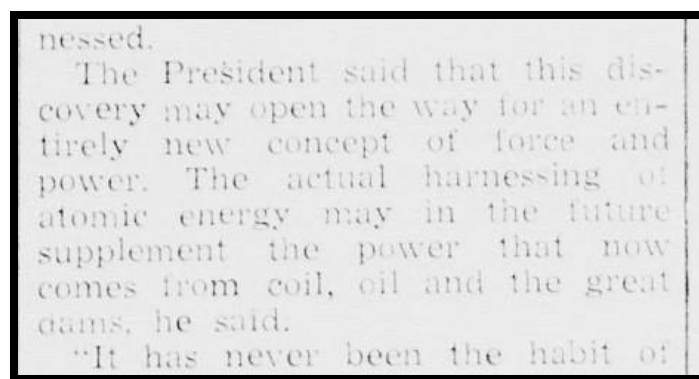 nessed.
The President said that this dis-
covery may open the way for an en-
tirely new concept of force and
power. The actual harnessing of
atomic energy may in the future
supplement the power that now
comes from coil, oil and the great
dams, he said.
"It has never been the habit of